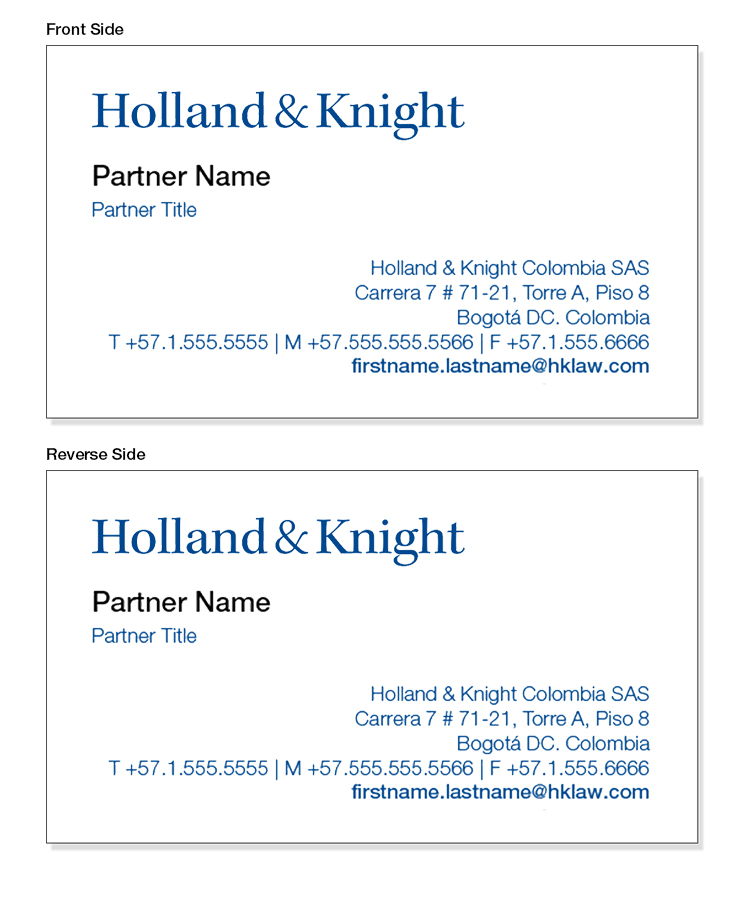 Front Side
Holland & Knight
Partner Name
Partner Title
Holland & Knight Colombia SAS
Carrera 7 # 71-21, Torre A, Piso 8
Bogotá DC. Colombia
T +57.1.555.5555 | M +57.555.555.5566 | F +57.1.555.6666
firstname.lastname@hklaw.com
Reverse Side
Holland & Knight
Partner Name
Partner Title
Holland & Knight Colombia SAS
Carrera 7 # 71-21, Torre A, Piso 8
Bogotá DC. Colombia
T +57.1.555.5555 | M +57.555.555.5566 | F +57.1.555.6666
firstname.lastname@hklaw.com